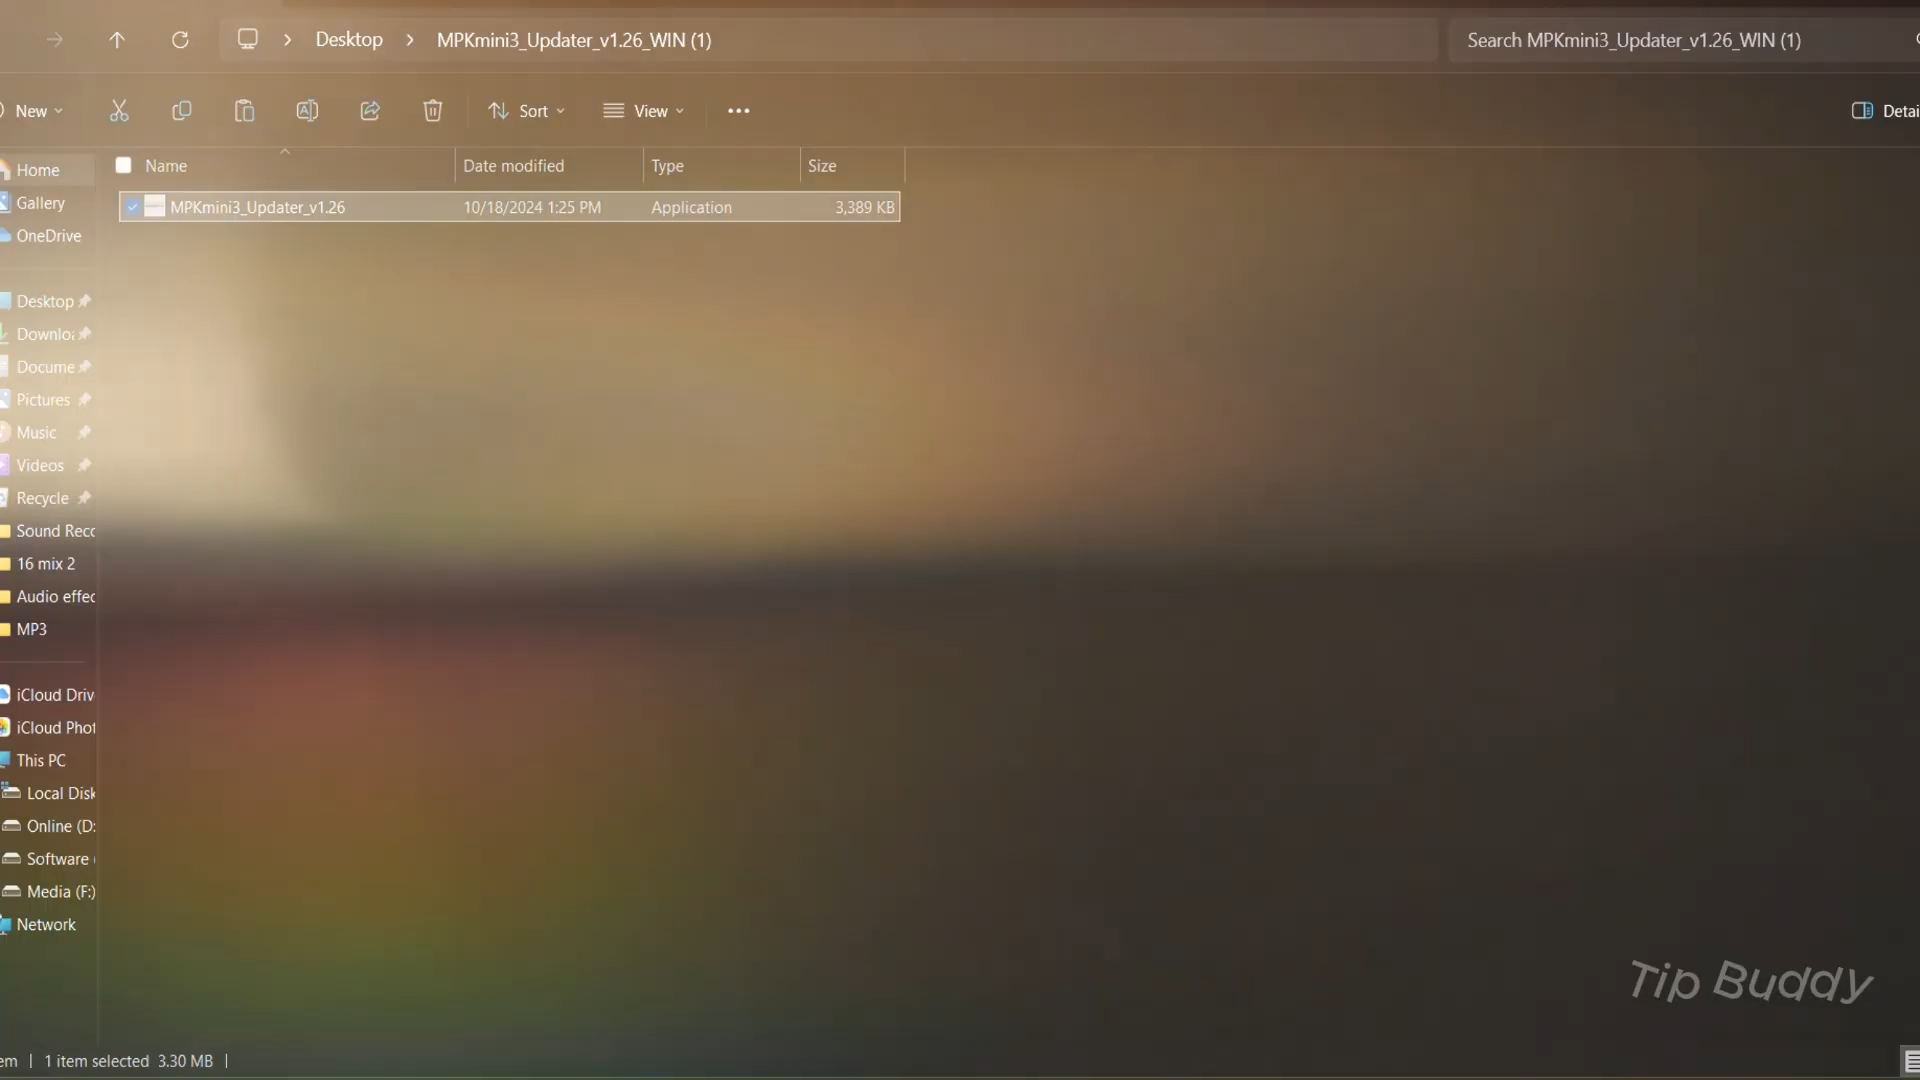 Desktop
MPKmini3_Updater_v1.26_WIN (1)
Search MPKmini3_Updater_v1.26_WIN (1)
New
Sort
View
Detai
Name
Date modified
Type
Size
MPKmini3_Updater_v1.26
10/18/2024 1:25 PM
Application
3,389 KB
Home
Gallery
OneDrive
Desktop
Downloa
Docume
Pictures
Music
Videos
Recycle
Sound Reco
16 mix 2
Audio effec
MP3
iCloud Driv
iCloud Phot
This PC
Local Disk
Online (D:
Software (
Media (F:)
Network
em
1 item selected 3.30 MB
Tip Buddy